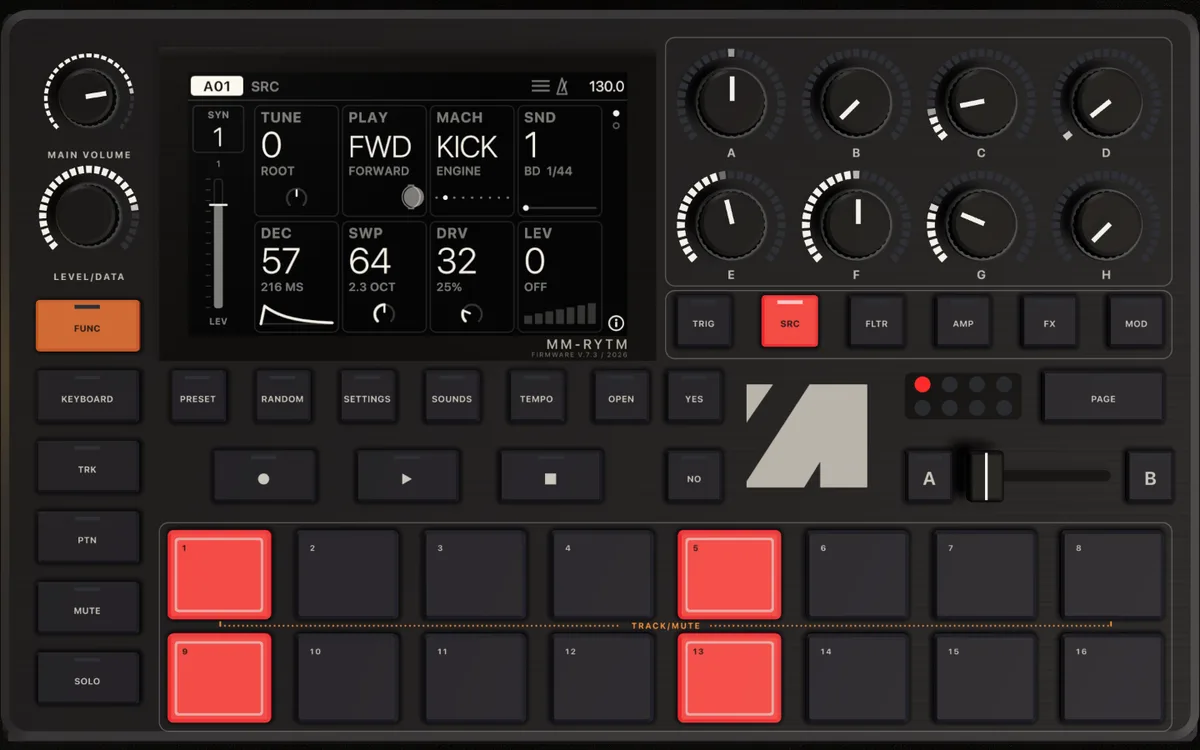 A01 SRC 130.0
SYN
1
1
LEV
TUNE
0
ROOT
PLAY
FWD
FORWARD
MACH
KICK
ENGINE
SND
1
BD 1/44
DEC
57
216 MS
SWP
64
2.3 OCT
DRV
32
25%
LEV
0
OFF
MM-RYTM
FIRMWARE V.7.3 / 2026
MAIN VOLUME
LEVEL/DATA
A B C D
E F G H
FUNC
TRIG SRC FLTR AMP FX MOD
KEYBOARD
PRESET RANDOM SETTINGS SOUNDS TEMPO OPEN YES
PAGE
TRK
NO
A B
PTN
MUTE
SOLO
1 2 3 4 5 6 7 8
TRACK/MUTE
9 10 11 12 13 14 15 16